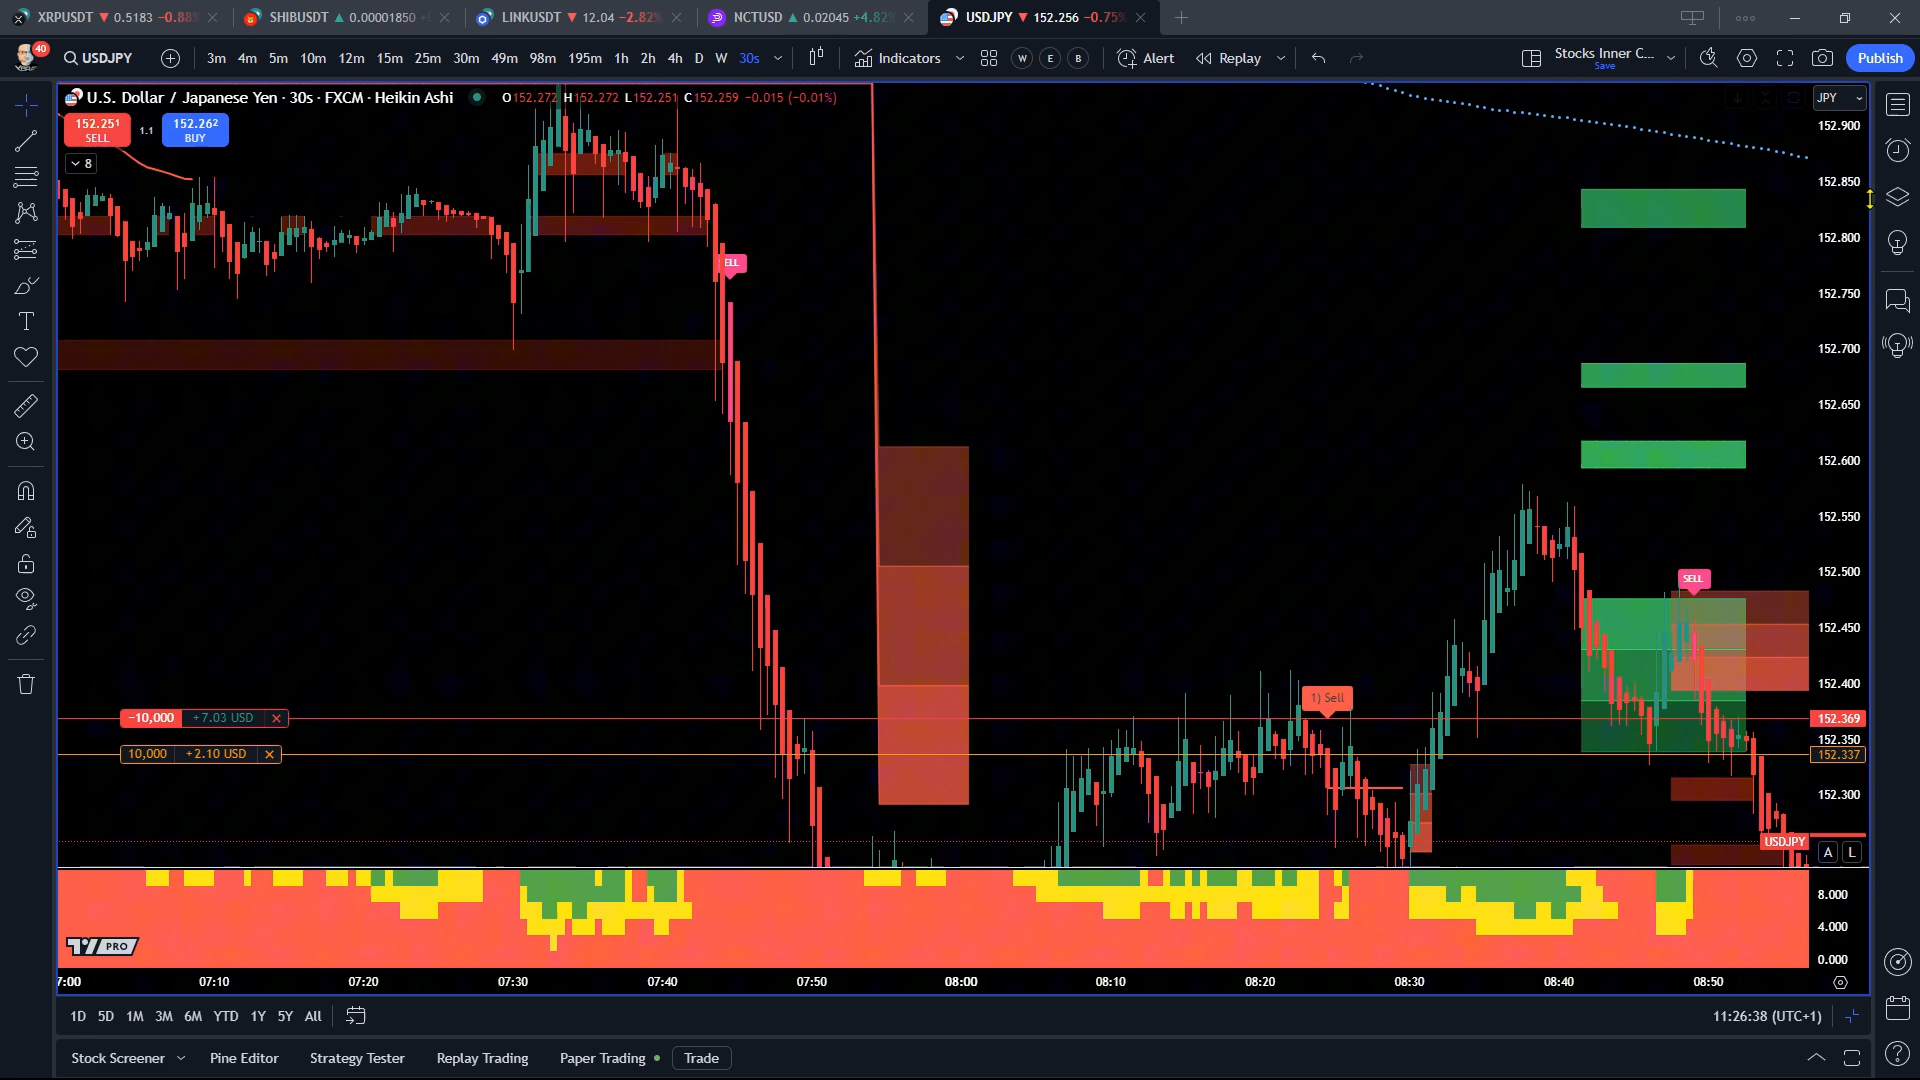 XRPUSDT ▼ 0.5183 −0.88%
SHIBUSDT ▲ 0.00001850
LINKUSDT ▼ 12.04 −2.82%
NCTUSD ▲ 0.02045 +4.82%
USDJPY ▼ 152.256 −0.75%
40
USDJPY
3m 4m 5m 10m 12m 15m 25m 30m 49m 98m 195m 1h 2h 4h D W 30s
Indicators
W E B
Alert
Replay
Stocks Inner C...
Save
Publish
U.S. Dollar / Japanese Yen · 30s · FXCM · Heikin Ashi
O152.272 H152.272 L152.251 C152.259 −0.015 (−0.01%)
JPY
152.251
SELL
1.1
152.262
BUY
8
152.900
152.850
152.800
152.750
152.700
152.650
152.600
152.550
152.500
152.450
152.400
152.369
152.350
152.337
152.300
ELL
SELL
1) Sell
−10,000 +7.03 USD
10,000 +2.10 USD
USDJPY
A L
8.000
4.000
0.000
PRO
7:00 07:10 07:20 07:30 07:40 07:50 08:00 08:10 08:20 08:30 08:40 08:50
1D 5D 1M 3M 6M YTD 1Y 5Y All
11:26:38 (UTC+1)
Stock Screener
Pine Editor
Strategy Tester
Replay Trading
Paper Trading
Trade